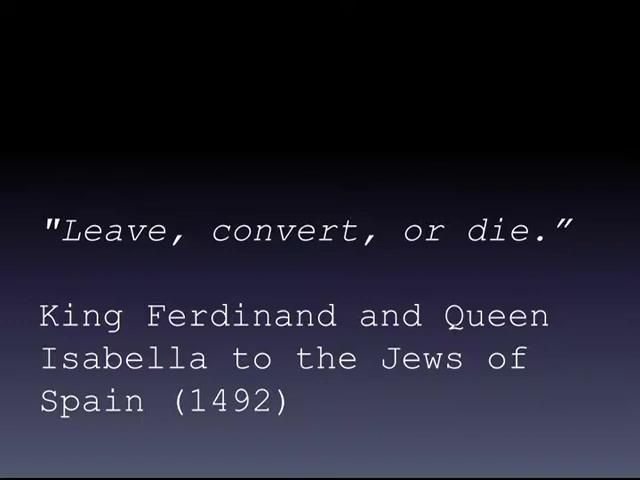 "Leave, convert, or die.”
King Ferdinand and Queen
Isabella to the Jews of
Spain (1492)